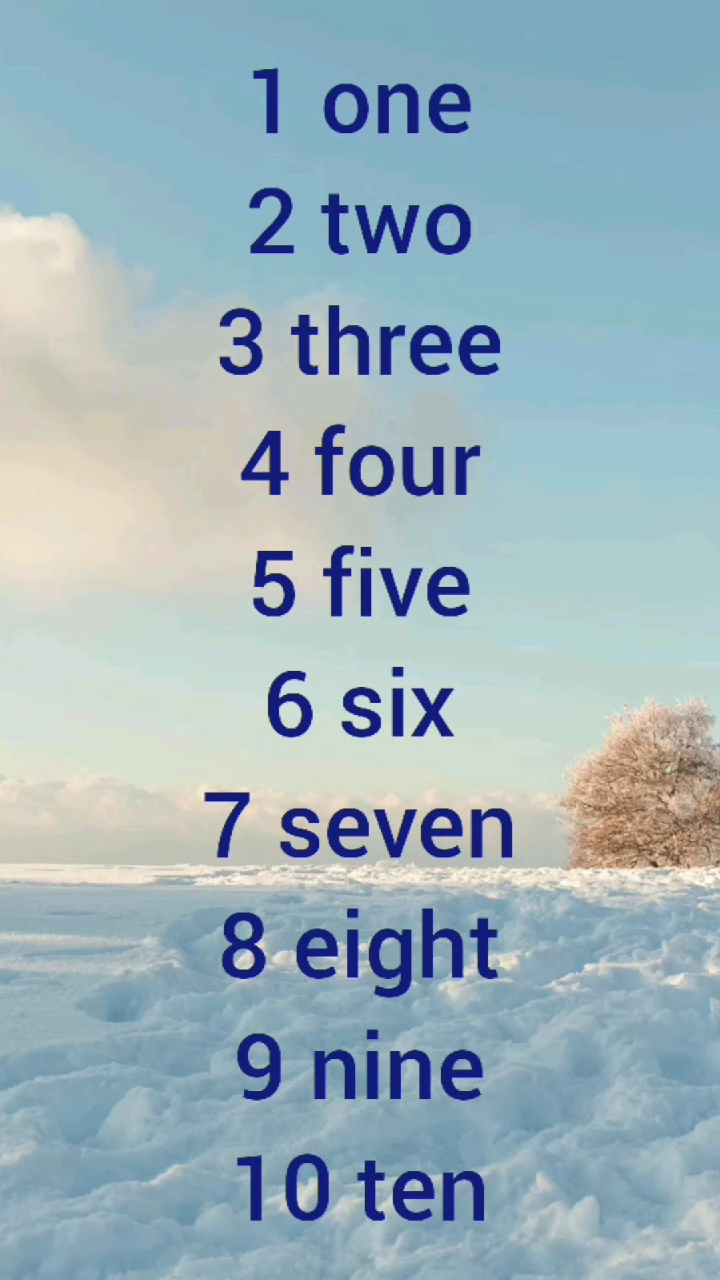 1 one
2 two
3 three
4 four
5 five
6 six
7 seven
8 eight
9 nine
10 ten